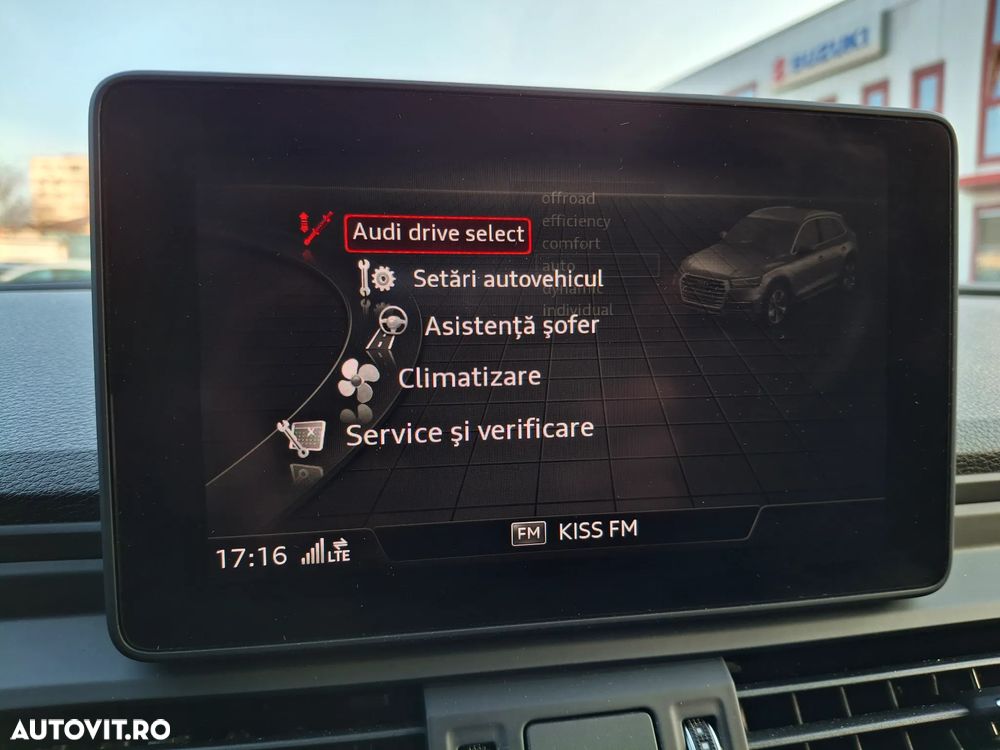 SUZUKI
offroad
efficiency
comfort
auto
dynamic
individual
Audi drive select
Setări autovehicul
Asistență șofer
Climatizare
Service și verificare
FM KISS FM
17:16 LTE
AUTOVIT.RO